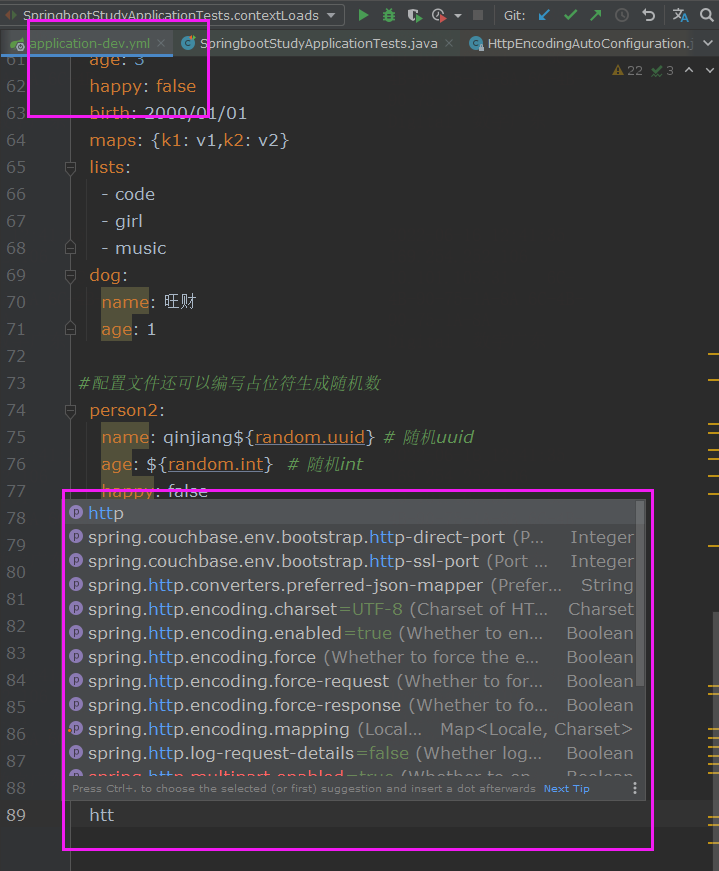 SpringbootStudyApplicationTests.contextLoads Git:
application-dev.yml SpringbootStudyApplicationTests.java HttpEncodingAutoConfiguration.j
61 age: 3 22 3
62 happy: false
63 birth: 2000/01/01
64 maps: {k1: v1,k2: v2}
65 lists:
66 - code
67 - girl
68 - music
69 dog:
70 name: 旺财
71 age: 1
72
73 #配置文件还可以编写占位符生成随机数
74 person2:
75 name: qinjiang${random.uuid} # 随机uuid
76 age: ${random.int} # 随机int
77 happy: false
78 http
79 spring.couchbase.env.bootstrap.http-direct-port (P... Integer
80 spring.couchbase.env.bootstrap.http-ssl-port (Port ... Integer
81 spring.http.converters.preferred-json-mapper (Prefer... String
82 spring.http.encoding.charset=UTF-8 (Charset of HT... Charset
83 spring.http.encoding.enabled=true (Whether to en... Boolean
84 spring.http.encoding.force (Whether to force the e... Boolean
85 spring.http.encoding.force-request (Whether to for... Boolean
86 spring.http.encoding.force-response (Whether to fo... Boolean
87 spring.http.encoding.mapping (Local... Map<Locale, Charset>
88 spring.http.log-request-details=false (Whether log... Boolean
spring.http.multipart.enabled=true (Whether to en... Boolean
Press Ctrl+. to choose the selected (or first) suggestion and insert a dot afterwards Next Tip
89 htt